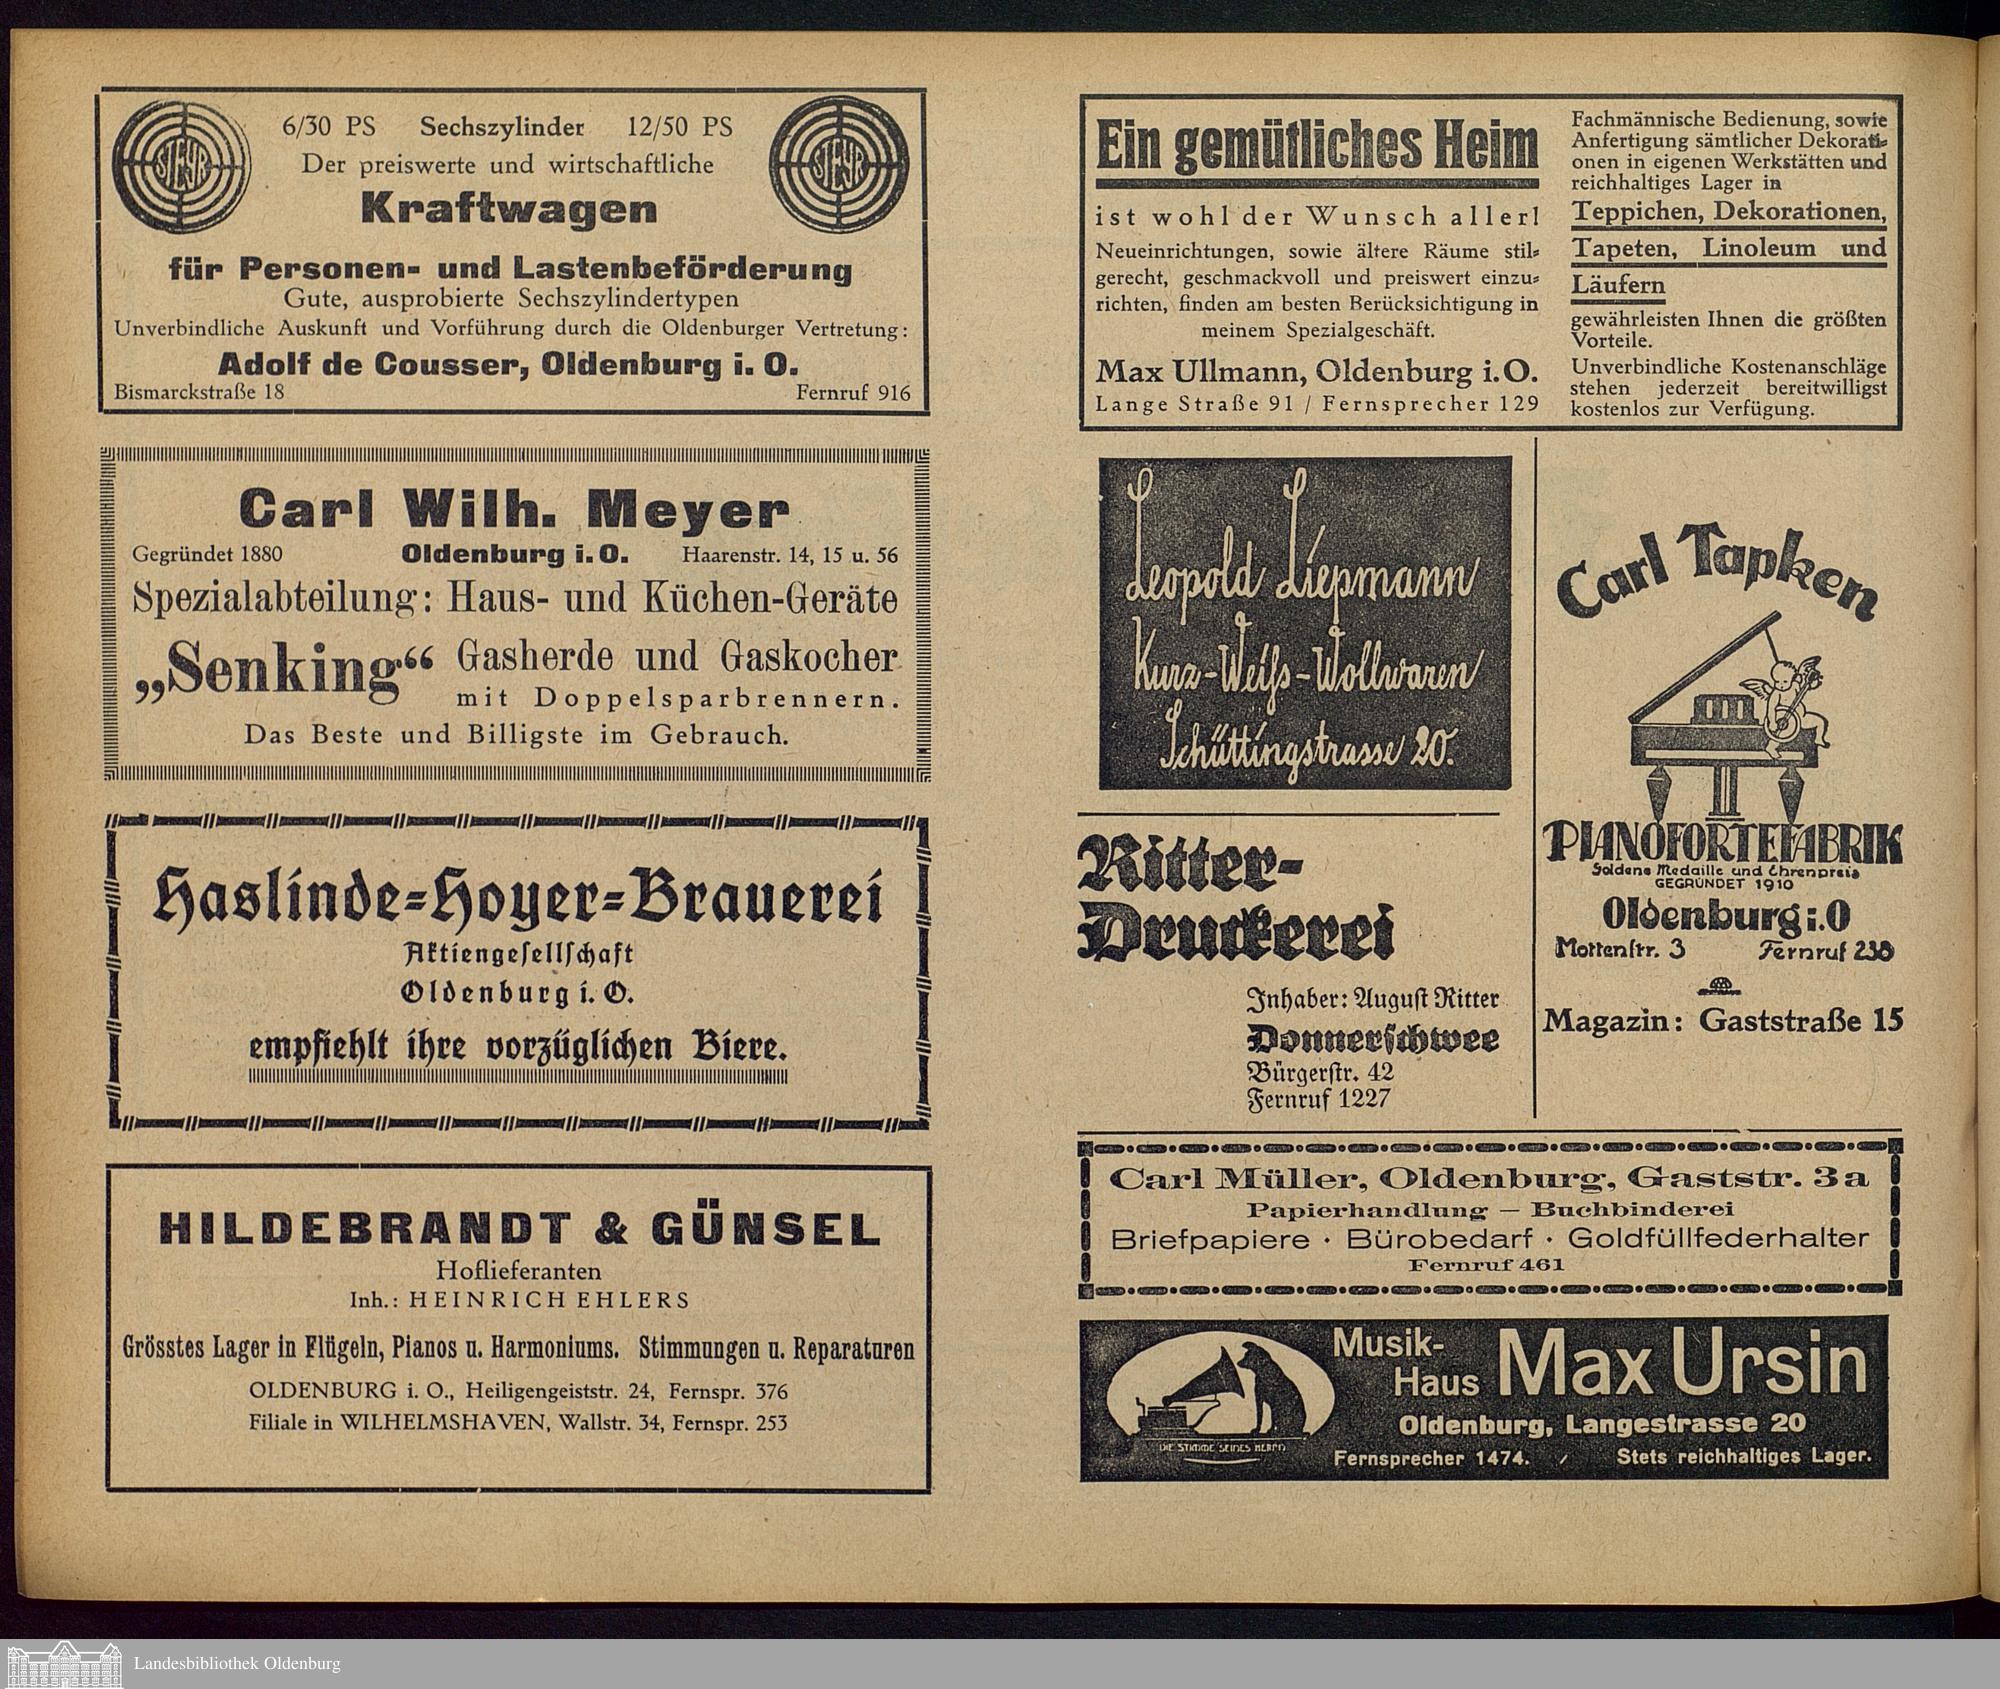 6/30 PS Sechszylinder 12/50 PS
STEYR
STEYR
Der preiswerte und wirtschaftliche
Kraftwagen
für Personen- und Lastenbeförderung
Gute, ausprobierte Sechszylindertypen
Unverbindliche Auskunft und Vorführung durch die Oldenburger Vertretung:
Adolf de Cousser, Oldenburg i. O.
Bismarckstraße 18 Fernruf 916
Carl Wilh. Meyer
Gegründet 1880 Oldenburg i. O. Haarenstr. 14, 15 u. 56
Spezialabteilung: Haus- und Küchen-Geräte
„Senking“ Gasherde und Gaskocher
mit Doppelsparbrennern.
Das Beste und Billigste im Gebrauch.
Haslinde-Hoyer-Brauerei
Aktiengeſellſchaft
Oldenburg i. O.
empfiehlt ihre vorzüglichen Biere.
HILDEBRANDT & GÜNSEL
Hoflieferanten
Inh.: HEINRICH EHLERS
Grösstes Lager in Flügeln, Pianos u. Harmoniums. Stimmungen u. Reparaturen
OLDENBURG i. O., Heiligengeiststr. 24, Fernspr. 376
Filiale in WILHELMSHAVEN, Wallstr. 34, Fernspr. 253
Ein gemütliches Heim
ist wohl der Wunsch aller!
Neueinrichtungen, sowie ältere Räume stil-
gerecht, geschmackvoll und preiswert einzu-
richten, finden am besten Berücksichtigung in
meinem Spezialgeschäft.
Max Ullmann, Oldenburg i. O.
Lange Straße 91 / Fernsprecher 129
Fachmännische Bedienung, sowie
Anfertigung sämtlicher Dekorati-
onen in eigenen Werkstätten und
reichhaltiges Lager in
Teppichen, Dekorationen,
Tapeten, Linoleum und
Läufern
gewährleisten Ihnen die größten
Vorteile.
Unverbindliche Kostenanschläge
stehen jederzeit bereitwilligst
kostenlos zur Verfügung.
Leopold Liepmann
Kurz-Weiß-Wollwaren
Schüttingstrasse 20.
Ritter-
Druckerei
Inhaber: Auguſt Ritter
Donnerſchwee
Bürgerſtr. 42
Fernruf 1227
Carl Tapken
PIANOFORTEFABRIK
Goldene Medaille und Ehrenpreis
GEGRÜNDET 1910
Oldenburg i. O
Mottenſtr. 3 Fernruf 238
Magazin: Gaststraße 15
Carl Müller, Oldenburg, Gaststr. 3a
Papierhandlung — Buchbinderei
Briefpapiere · Bürobedarf · Goldfüllfederhalter
Fernruf 461
Musik-
Haus Max Ursin
Oldenburg, Langestrasse 20
Fernsprecher 1474. / Stets reichhaltiges Lager.
DIE STIMME SEINES HERRN
Landesbibliothek Oldenburg